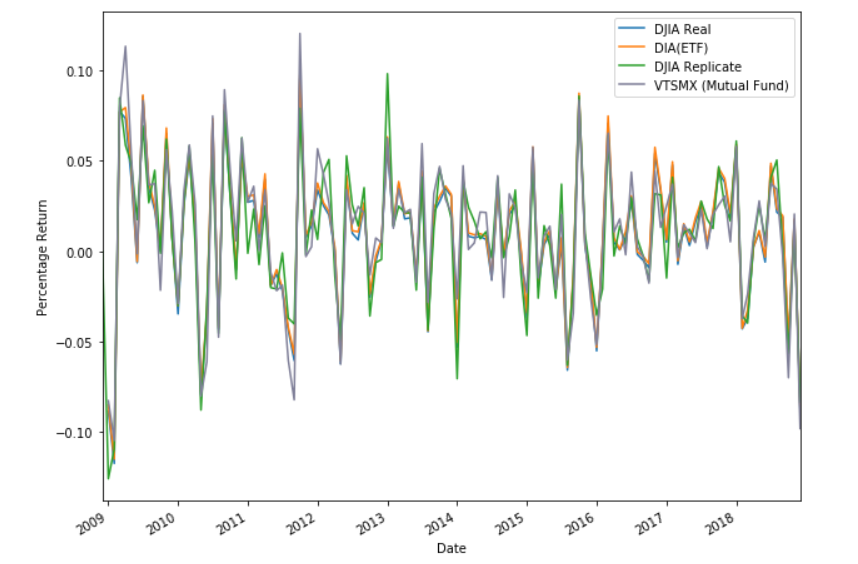 DJIA Real
DIA(ETF)
DJIA Replicate
VTSMX (Mutual Fund)
Percentage Return
0.10
0.05
0.00
−0.05
−0.10
2009
2010
2011
2012
2013
2014
2015
2016
2017
2018
Date